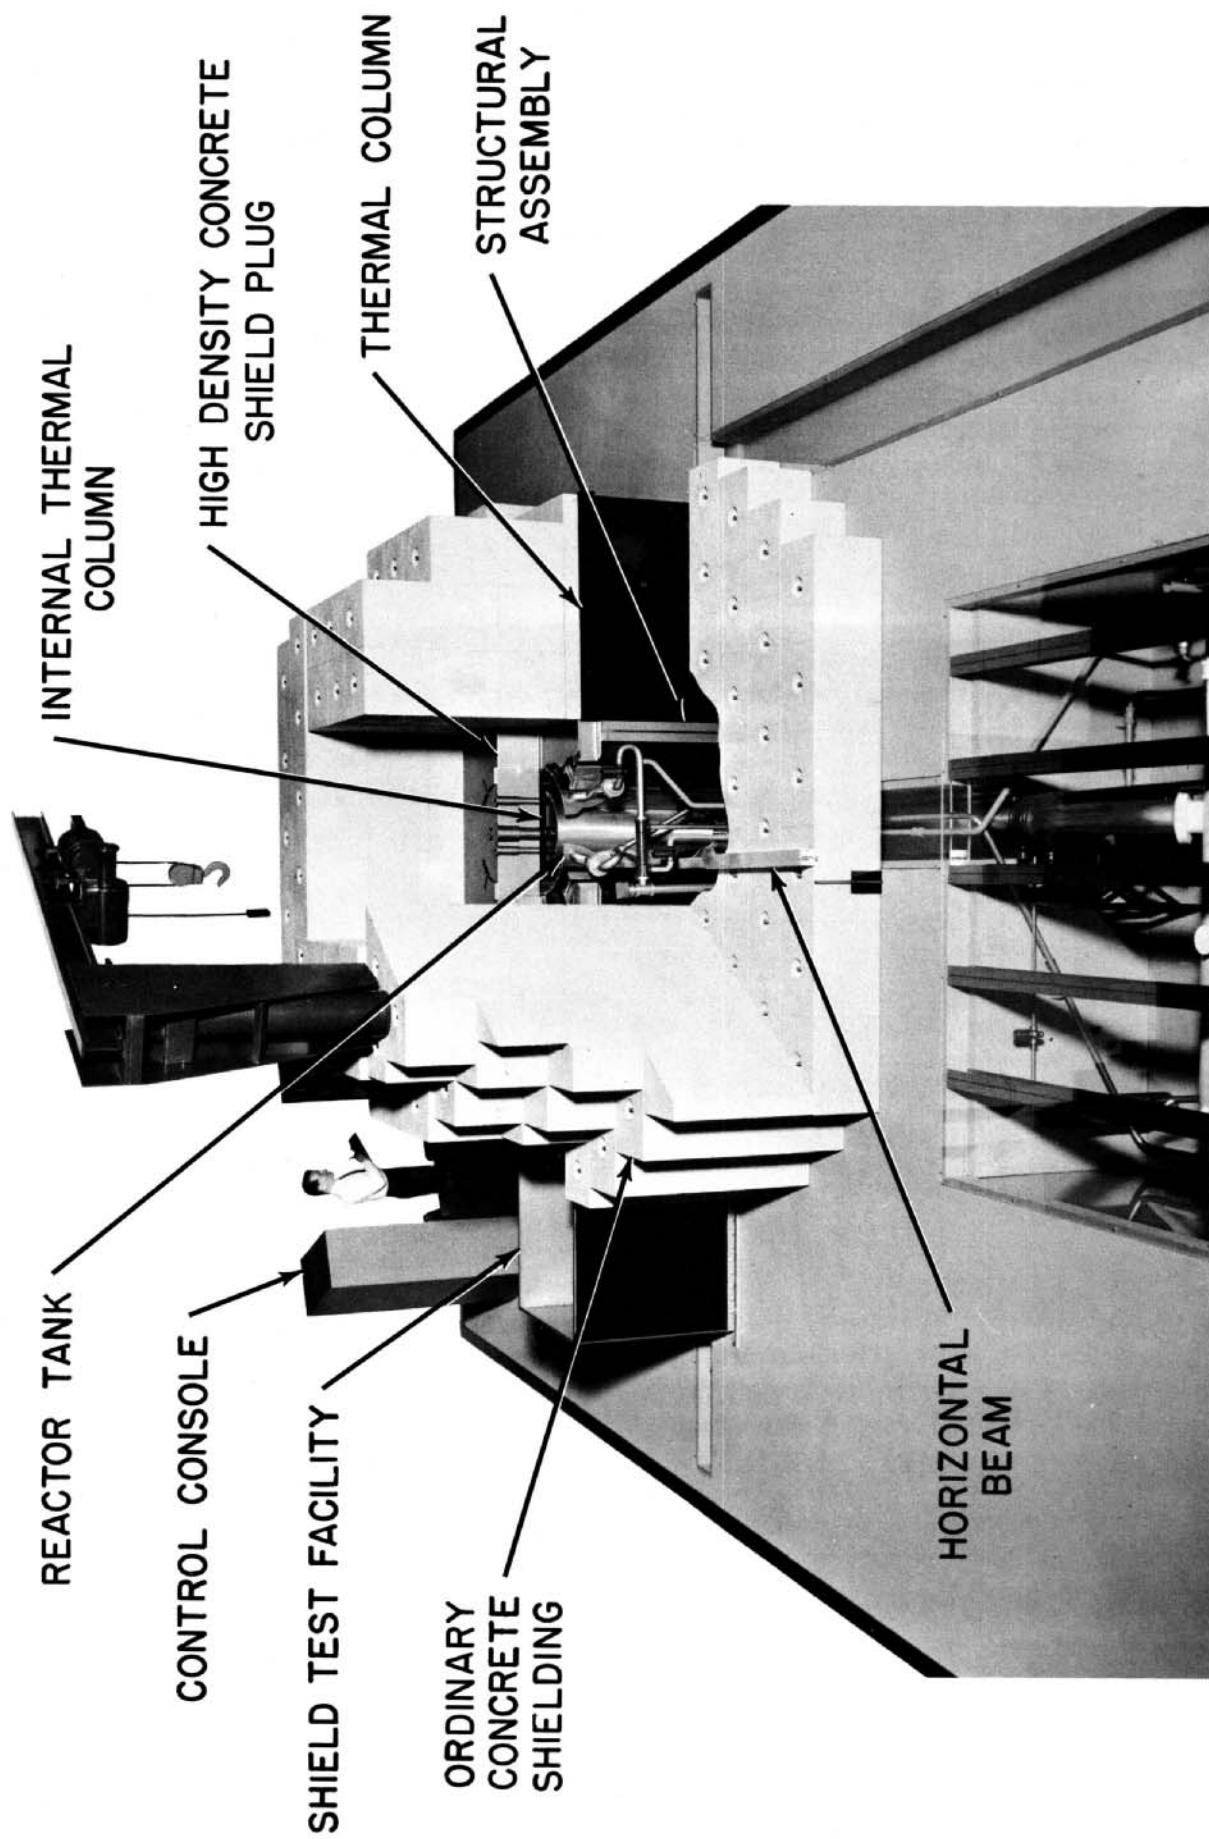 REACTOR TANK
CONTROL CONSOLE
SHIELD TEST FACILITY
ORDINARY
CONCRETE
SHIELDING
HORIZONTAL
BEAM
INTERNAL THERMAL
COLUMN
HIGH DENSITY CONCRETE
SHIELD PLUG
THERMAL COLUMN
STRUCTURAL
ASSEMBLY